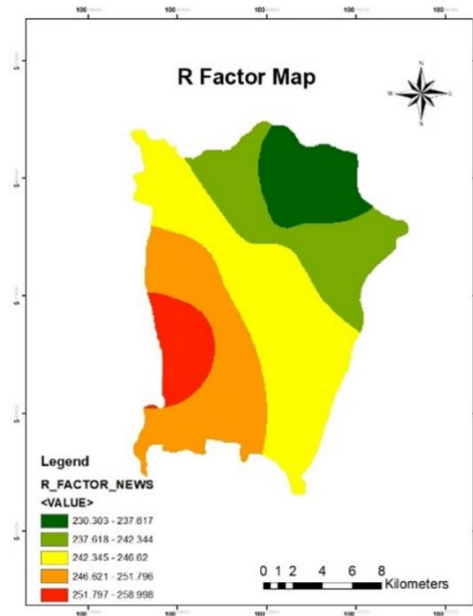 R Factor Map
N
W E
S
Legend
R_FACTOR_NEWS
<VALUE>
230.303 - 237.617
237.618 - 242.344
242.345 - 246.62
246.621 - 251.796
251.797 - 258.998
0 1 2 4 6 8
Kilometers